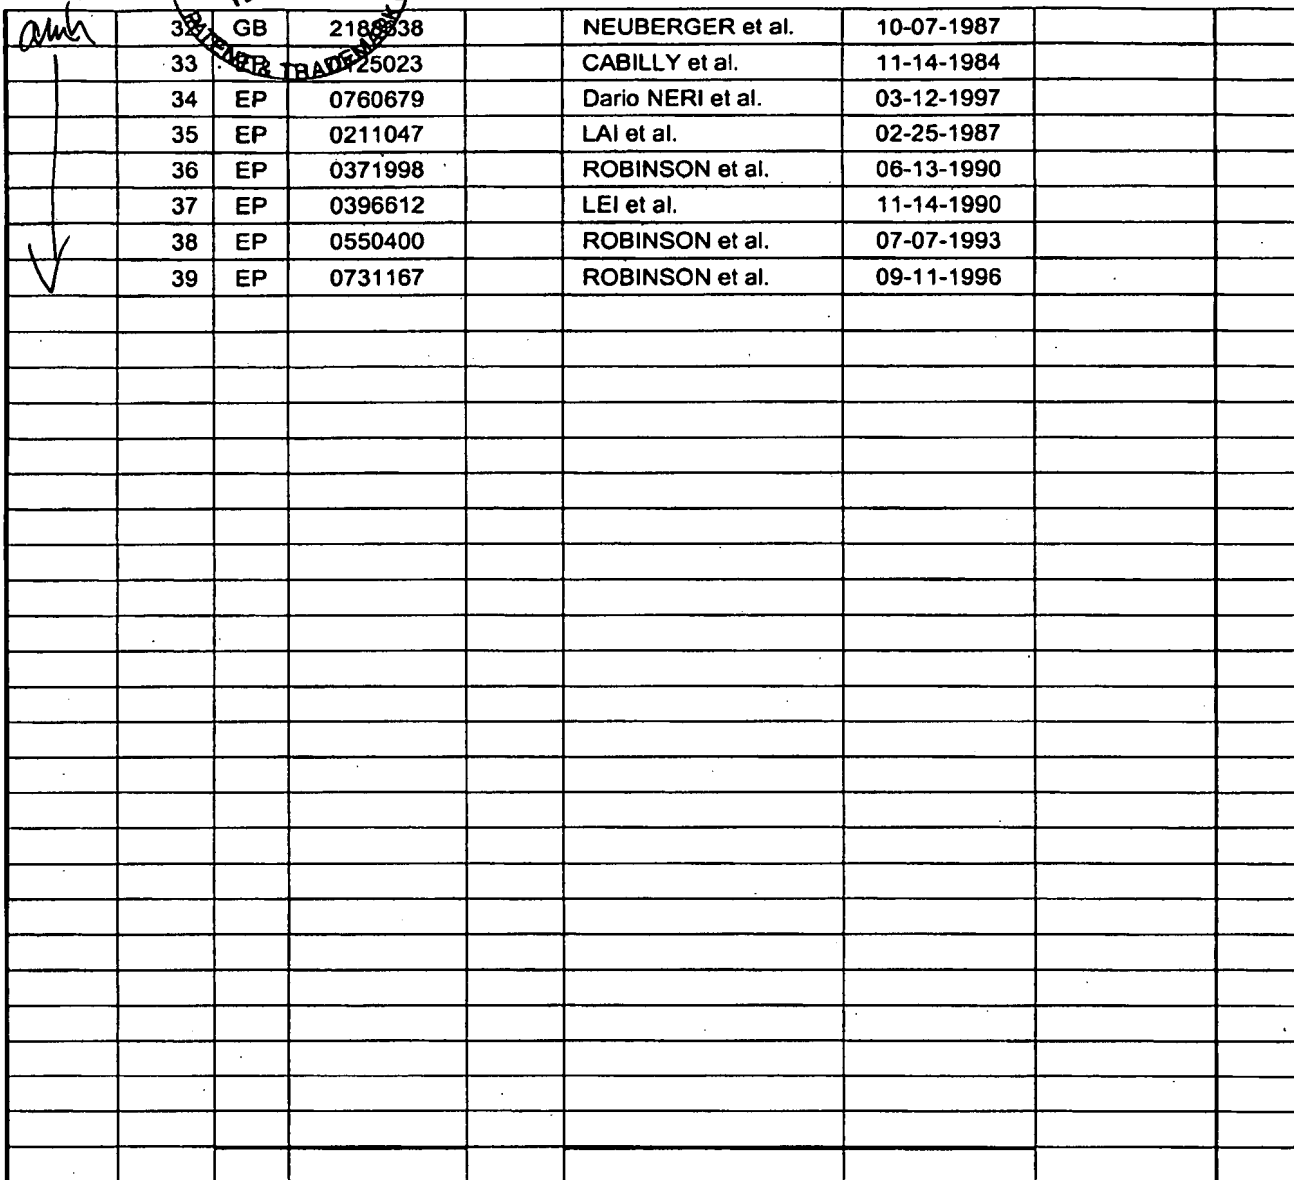 32 GB NEUBERGER et al. 10-07-1987
33 CABILLY et al. 11-14-1984
34 EP 0760679 Dario NERI et al. 03-12-1997
35 EP 0211047 LAI et al. 02-25-1987
36 EP 0371998 ROBINSON et al. 06-13-1990
37 EP 0396612 LEI et al. 11-14-1990
38 EP 0550400 ROBINSON et al. 07-07-1993
39 EP 0731167 ROBINSON et al. 09-11-1996
PATENT & TRADEMARK